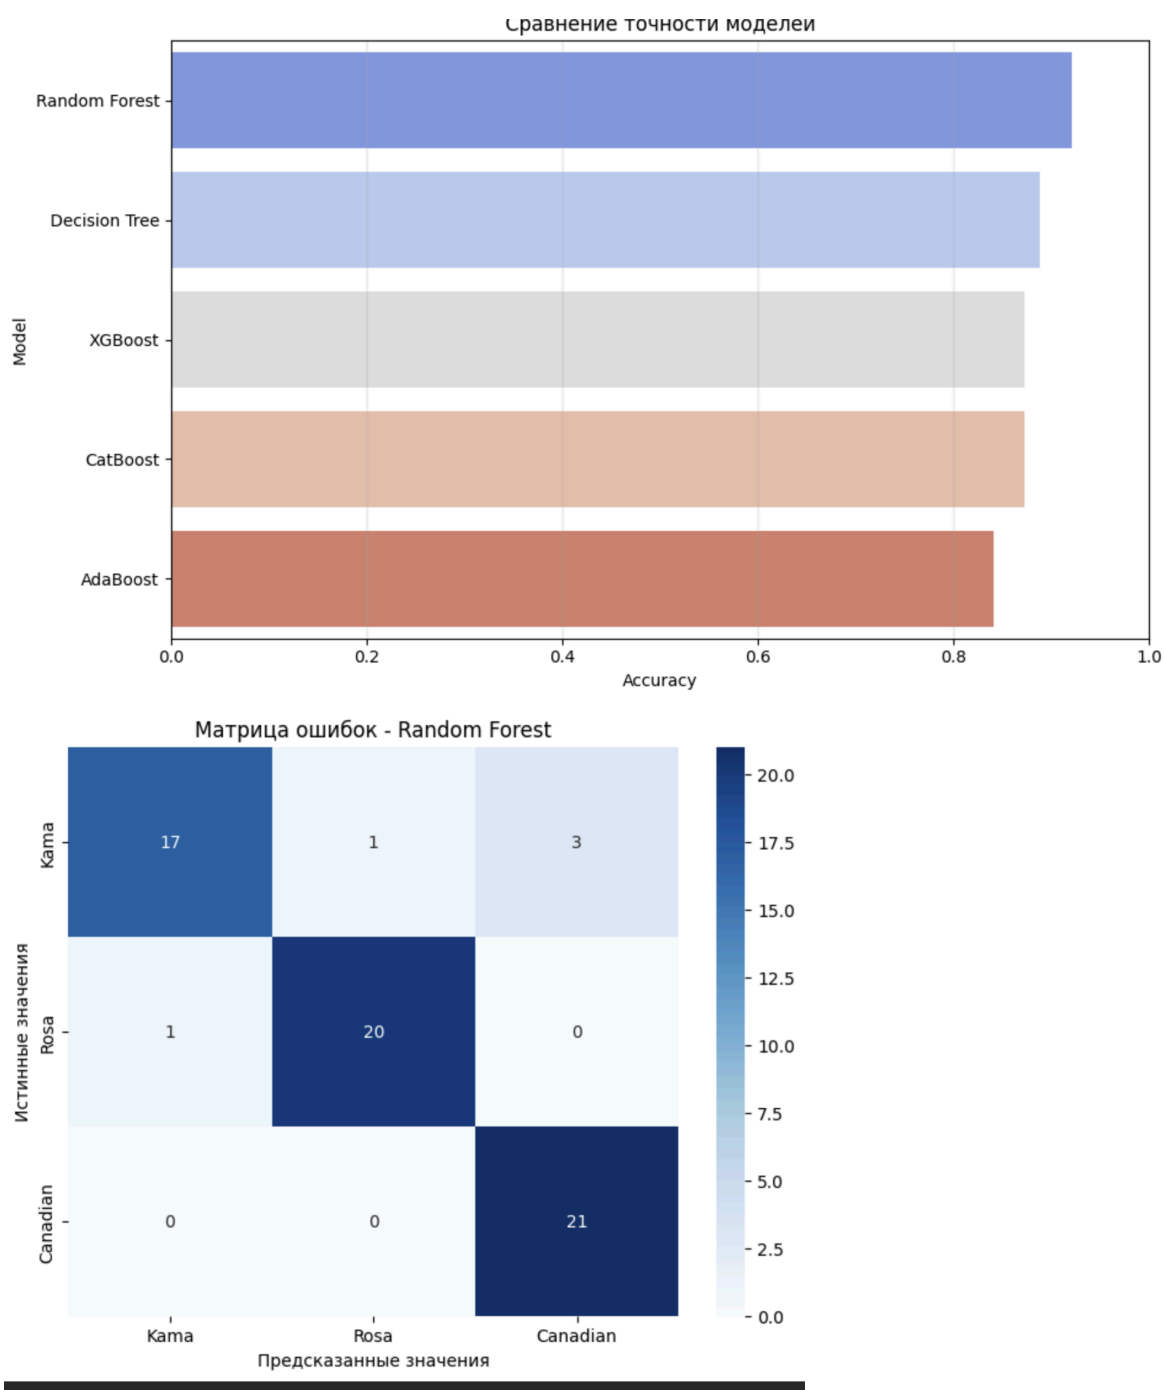 Сравнение точности моделей
Random Forest
Decision Tree
XGBoost
CatBoost
AdaBoost
Model
0.0 0.2 0.4 0.6 0.8 1.0
Accuracy
Матрица ошибок - Random Forest
Kama 17 1 3
Rosa 1 20 0
Canadian 0 0 21
Истинные значения
Kama Rosa Canadian
Предсказанные значения
20.0
17.5
15.0
12.5
10.0
7.5
5.0
2.5
0.0